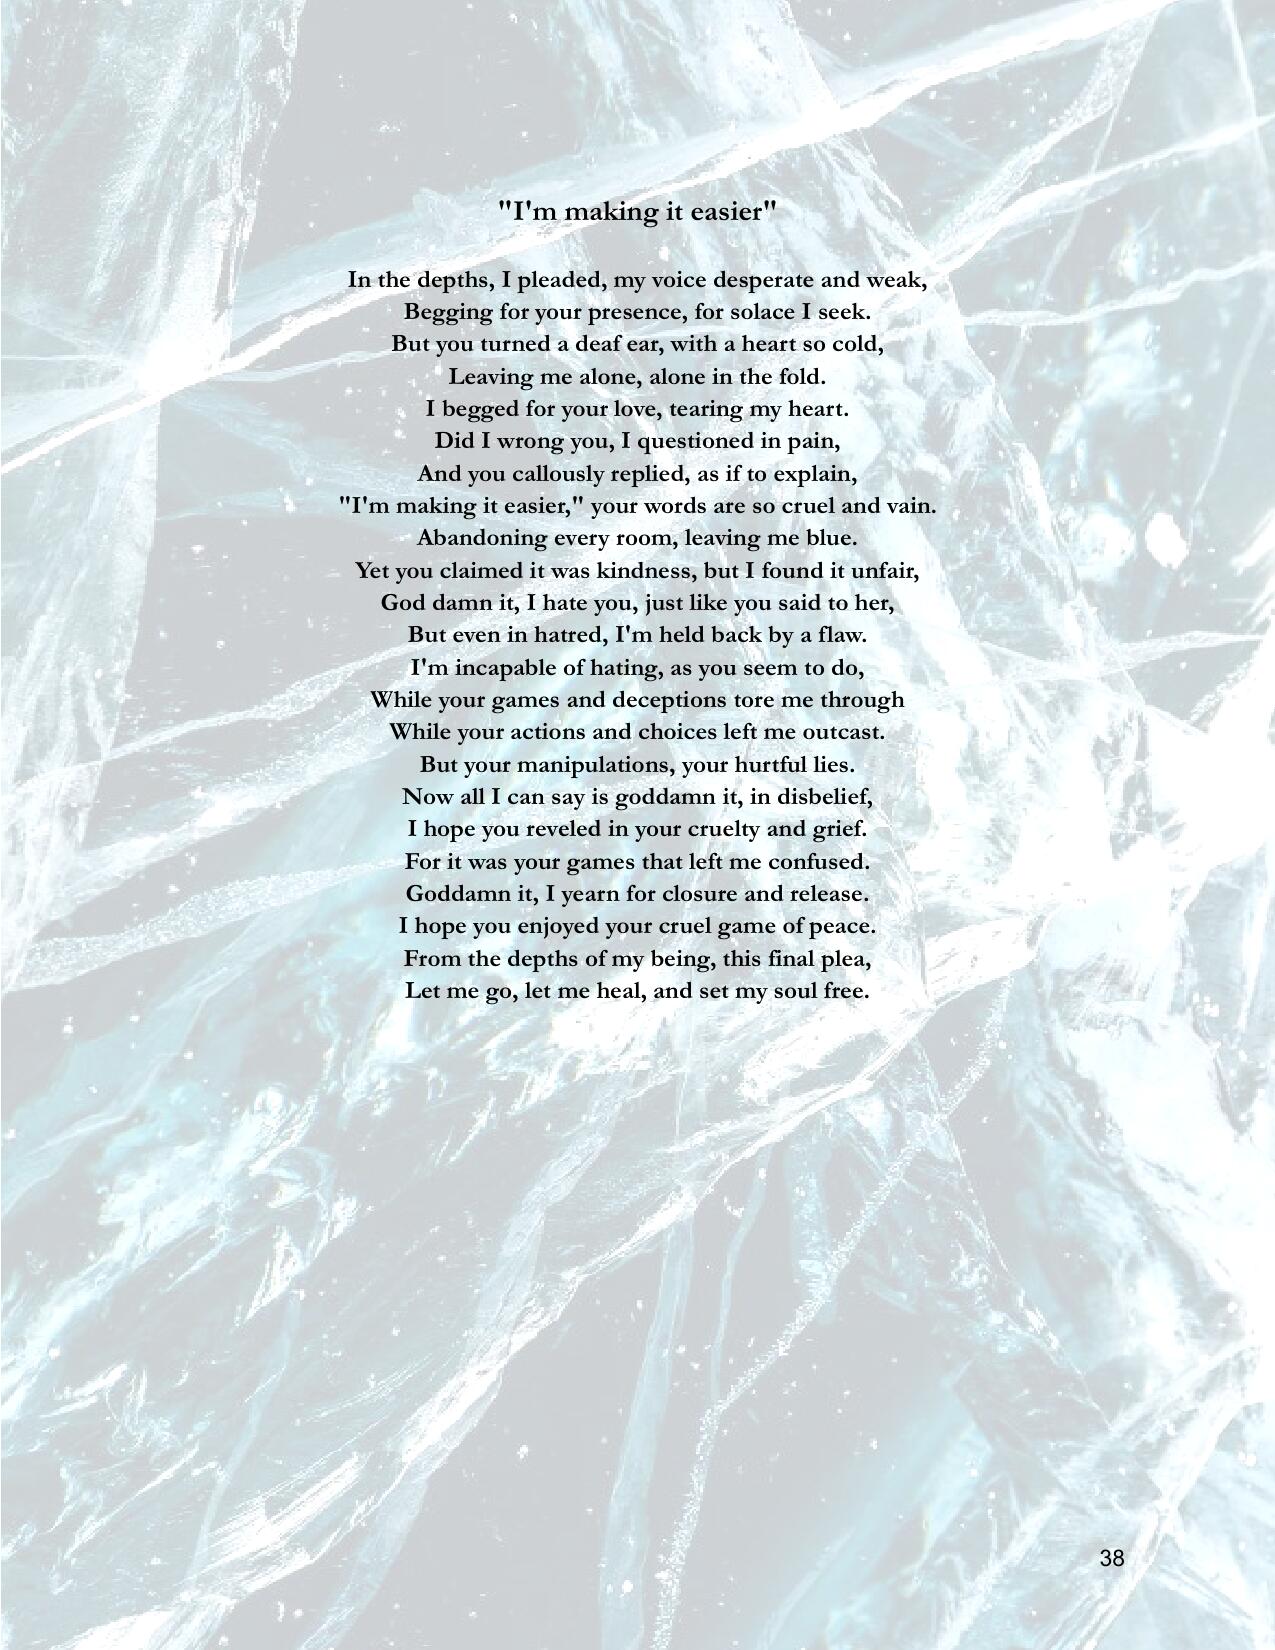 "I'm making it easier"
In the depths, I pleaded, my voice desperate and weak,
Begging for your presence, for solace I seek.
But you turned a deaf ear, with a heart so cold,
Leaving me alone, alone in the fold.
I begged for your love, tearing my heart.
Did I wrong you, I questioned in pain,
And you callously replied, as if to explain,
"I'm making it easier," your words are so cruel and vain.
Abandoning every room, leaving me blue.
Yet you claimed it was kindness, but I found it unfair,
God damn it, I hate you, just like you said to her,
But even in hatred, I'm held back by a flaw.
I'm incapable of hating, as you seem to do,
While your games and deceptions tore me through
While your actions and choices left me outcast.
But your manipulations, your hurtful lies.
Now all I can say is goddamn it, in disbelief,
I hope you reveled in your cruelty and grief.
For it was your games that left me confused.
Goddamn it, I yearn for closure and release.
I hope you enjoyed your cruel game of peace.
From the depths of my being, this final plea,
Let me go, let me heal, and set my soul free.
38